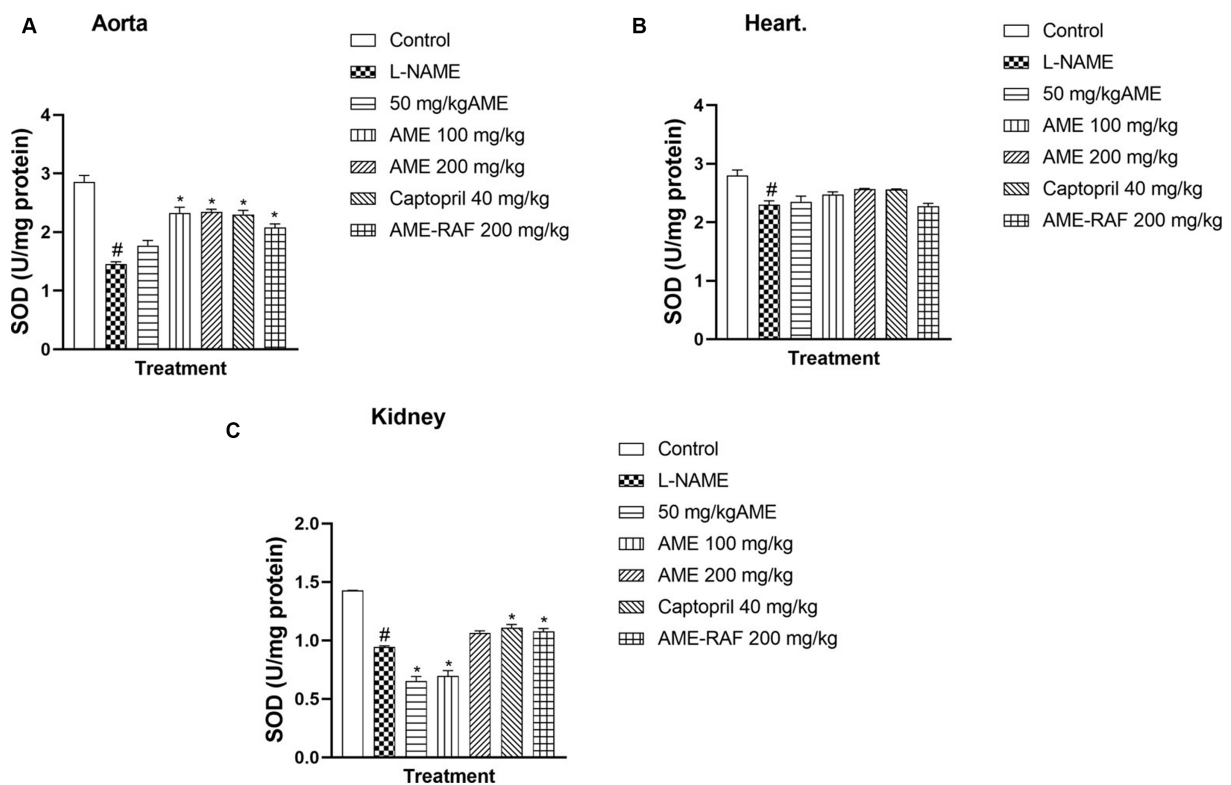 A
Aorta
Control
L-NAME
50 mg/kgAME
AME 100 mg/kg
AME 200 mg/kg
Captopril 40 mg/kg
AME-RAF 200 mg/kg
SOD (U/mg protein)
4
3
2
1
0
#
*
*
*
*
Treatment
B
Heart.
Control
L-NAME
50 mg/kgAME
AME 100 mg/kg
AME 200 mg/kg
Captopril 40 mg/kg
AME-RAF 200 mg/kg
SOD (U/mg protein)
4
3
2
1
0
#
Treatment
C
Kidney
Control
L-NAME
50 mg/kgAME
AME 100 mg/kg
AME 200 mg/kg
Captopril 40 mg/kg
AME-RAF 200 mg/kg
SOD (U/mg protein)
2.0
1.5
1.0
0.5
0.0
#
*
*
*
*
Treatment